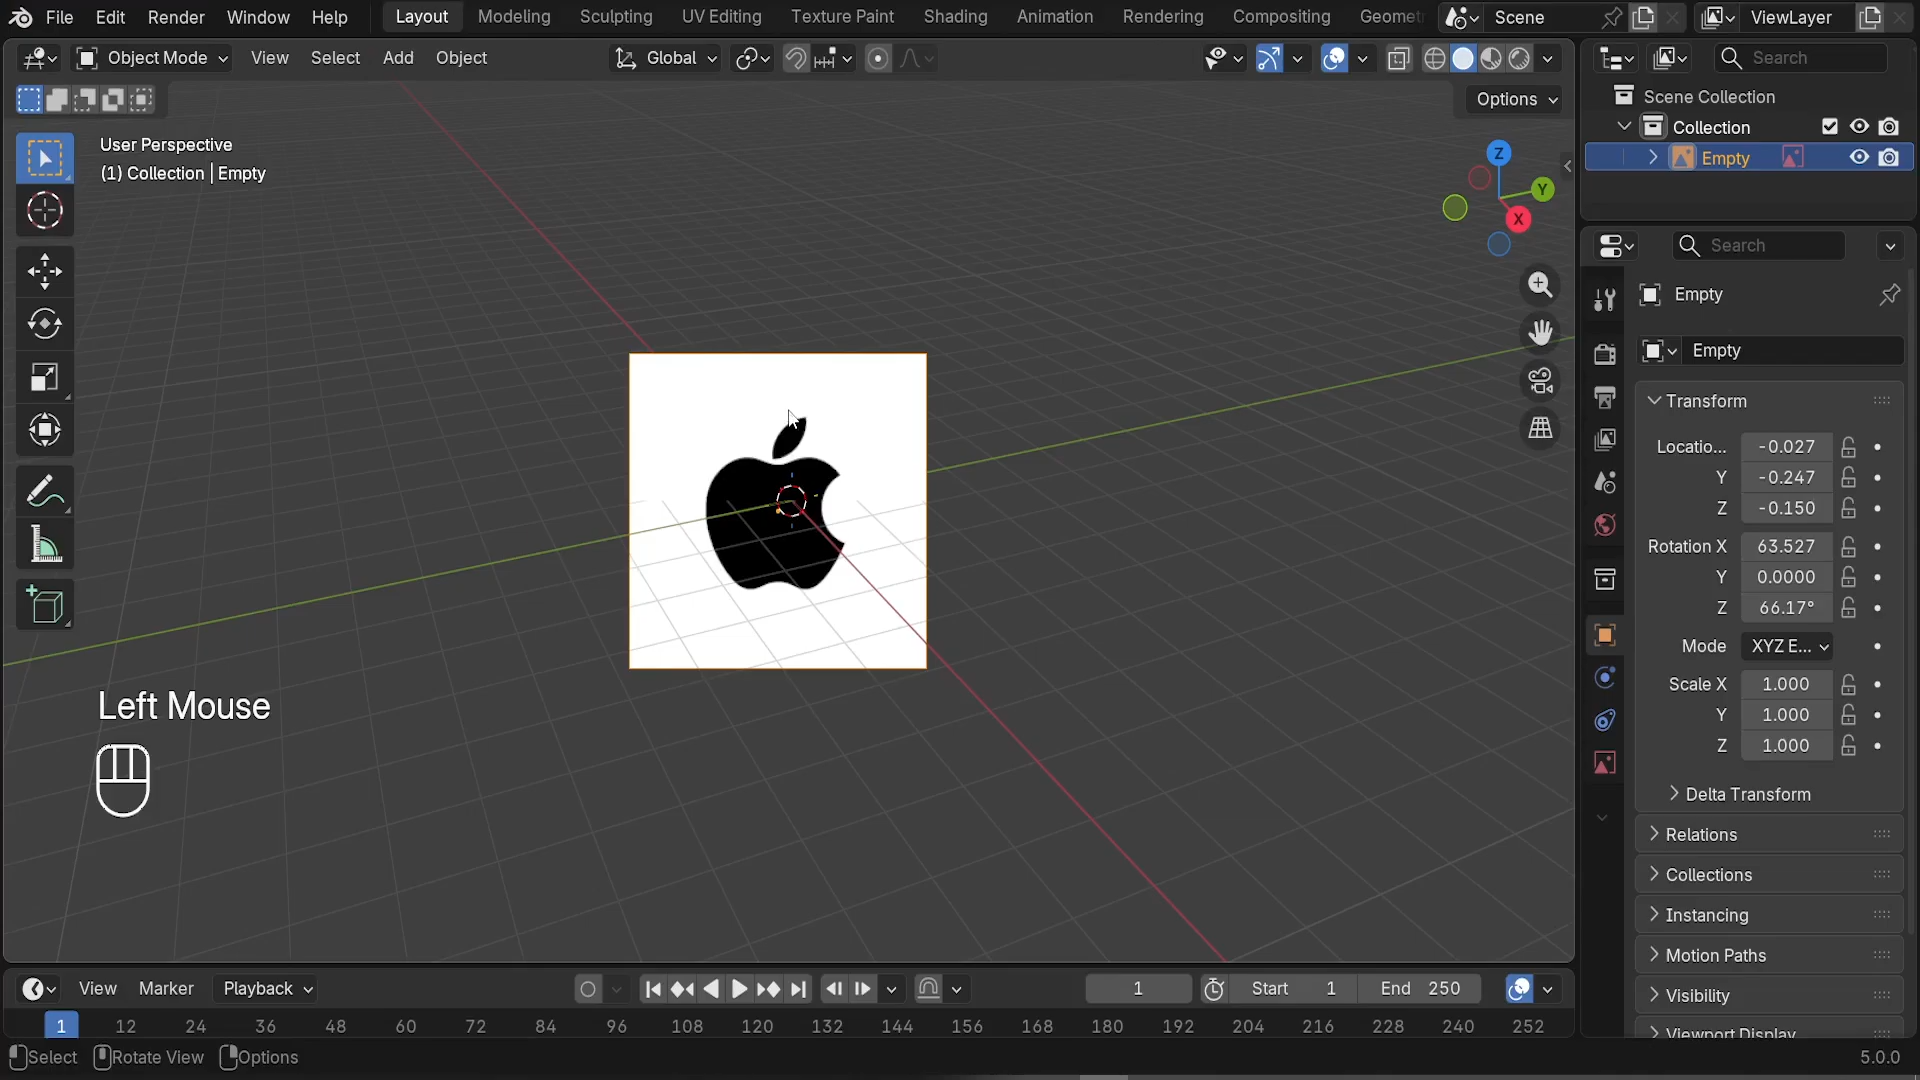 File Edit Render Window Help Layout Modeling Sculpting UV Editing Texture Paint Shading Animation Rendering Compositing Scene ViewLayer
Object Mode View Select Add Object Global Search
Options
Scene Collection
Collection
Empty
User Perspective
(1) Collection | Empty
Z
Y
X
Search
Empty
Empty
Transform
Locatio... -0.027
Y -0.247
Z -0.150
Rotation X 63.527
Y 0.0000
Z 66.17°
Mode XYZ E...
Scale X 1.000
Y 1.000
Z 1.000
Delta Transform
Relations
Collections
Instancing
Motion Paths
Visibility
Viewport Display
Left Mouse
View Marker Playback 1 Start 1 End 250
1 12 24 36 48 60 72 84 96 108 120 132 144 156 168 180 192 204 216 228 240 252
Select Rotate View Options 5.0.0